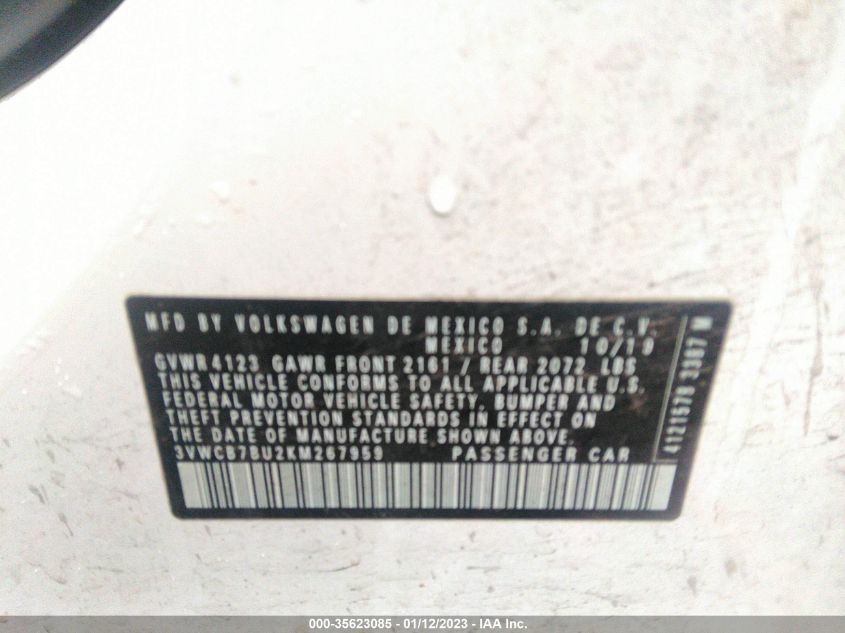 MFD BY VOLKSWAGEN DE MEXICO S.A. DE C.V.
MEXICO 10/19
GVWR 4123 GAWR FRONT 2161 / REAR 2072 LBS
THIS VEHICLE CONFORMS TO ALL APPLICABLE U.S.
FEDERAL MOTOR VEHICLE SAFETY, BUMPER AND
THEFT PREVENTION STANDARDS IN EFFECT ON
THE DATE OF MANUFACTURE SHOWN ABOVE.
3VWCB7BU2KM267959 PASSENGER CAR
4121578 3367 M
000-35623085 - 01/12/2023 - IAA, Inc.